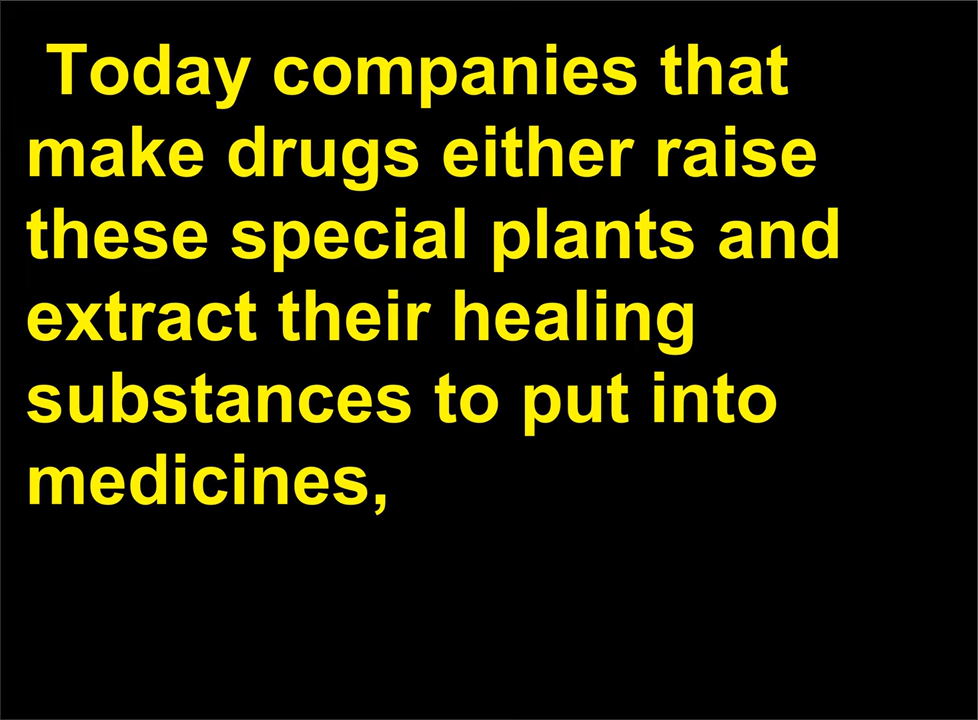 Today companies that
make drugs either raise
these special plants and
extract their healing
substances to put into
medicines,